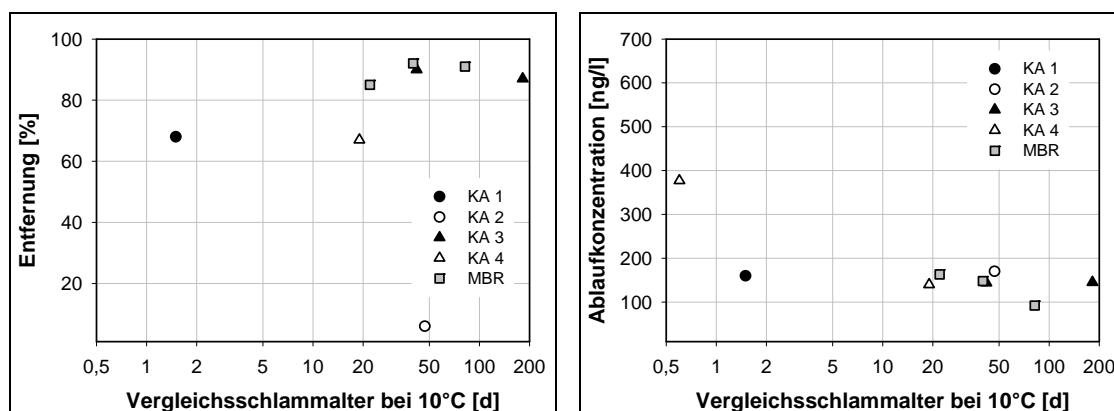 100
80
60
40
20
0,5 1 2 5 10 20 50 100 200
Entfernung [%]
Vergleichsschlammalter bei 10°C [d]
KA 1
KA 2
KA 3
KA 4
MBR
700
600
500
400
300
200
100
0,5 1 2 5 10 20 50 100 200
Ablaufkonzentration [ng/l]
Vergleichsschlammalter bei 10°C [d]
KA 1
KA 2
KA 3
KA 4
MBR